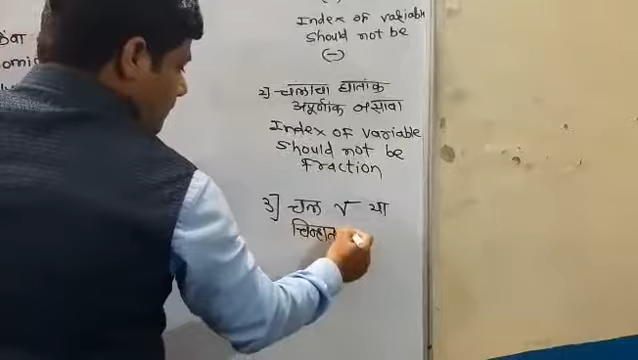 Index of variable
should not be
(-)
२] चलाचा घातांक
अपूर्णांक नसावा
Index of variable
should not be
fraction
३] चल √ या
चिन्हात